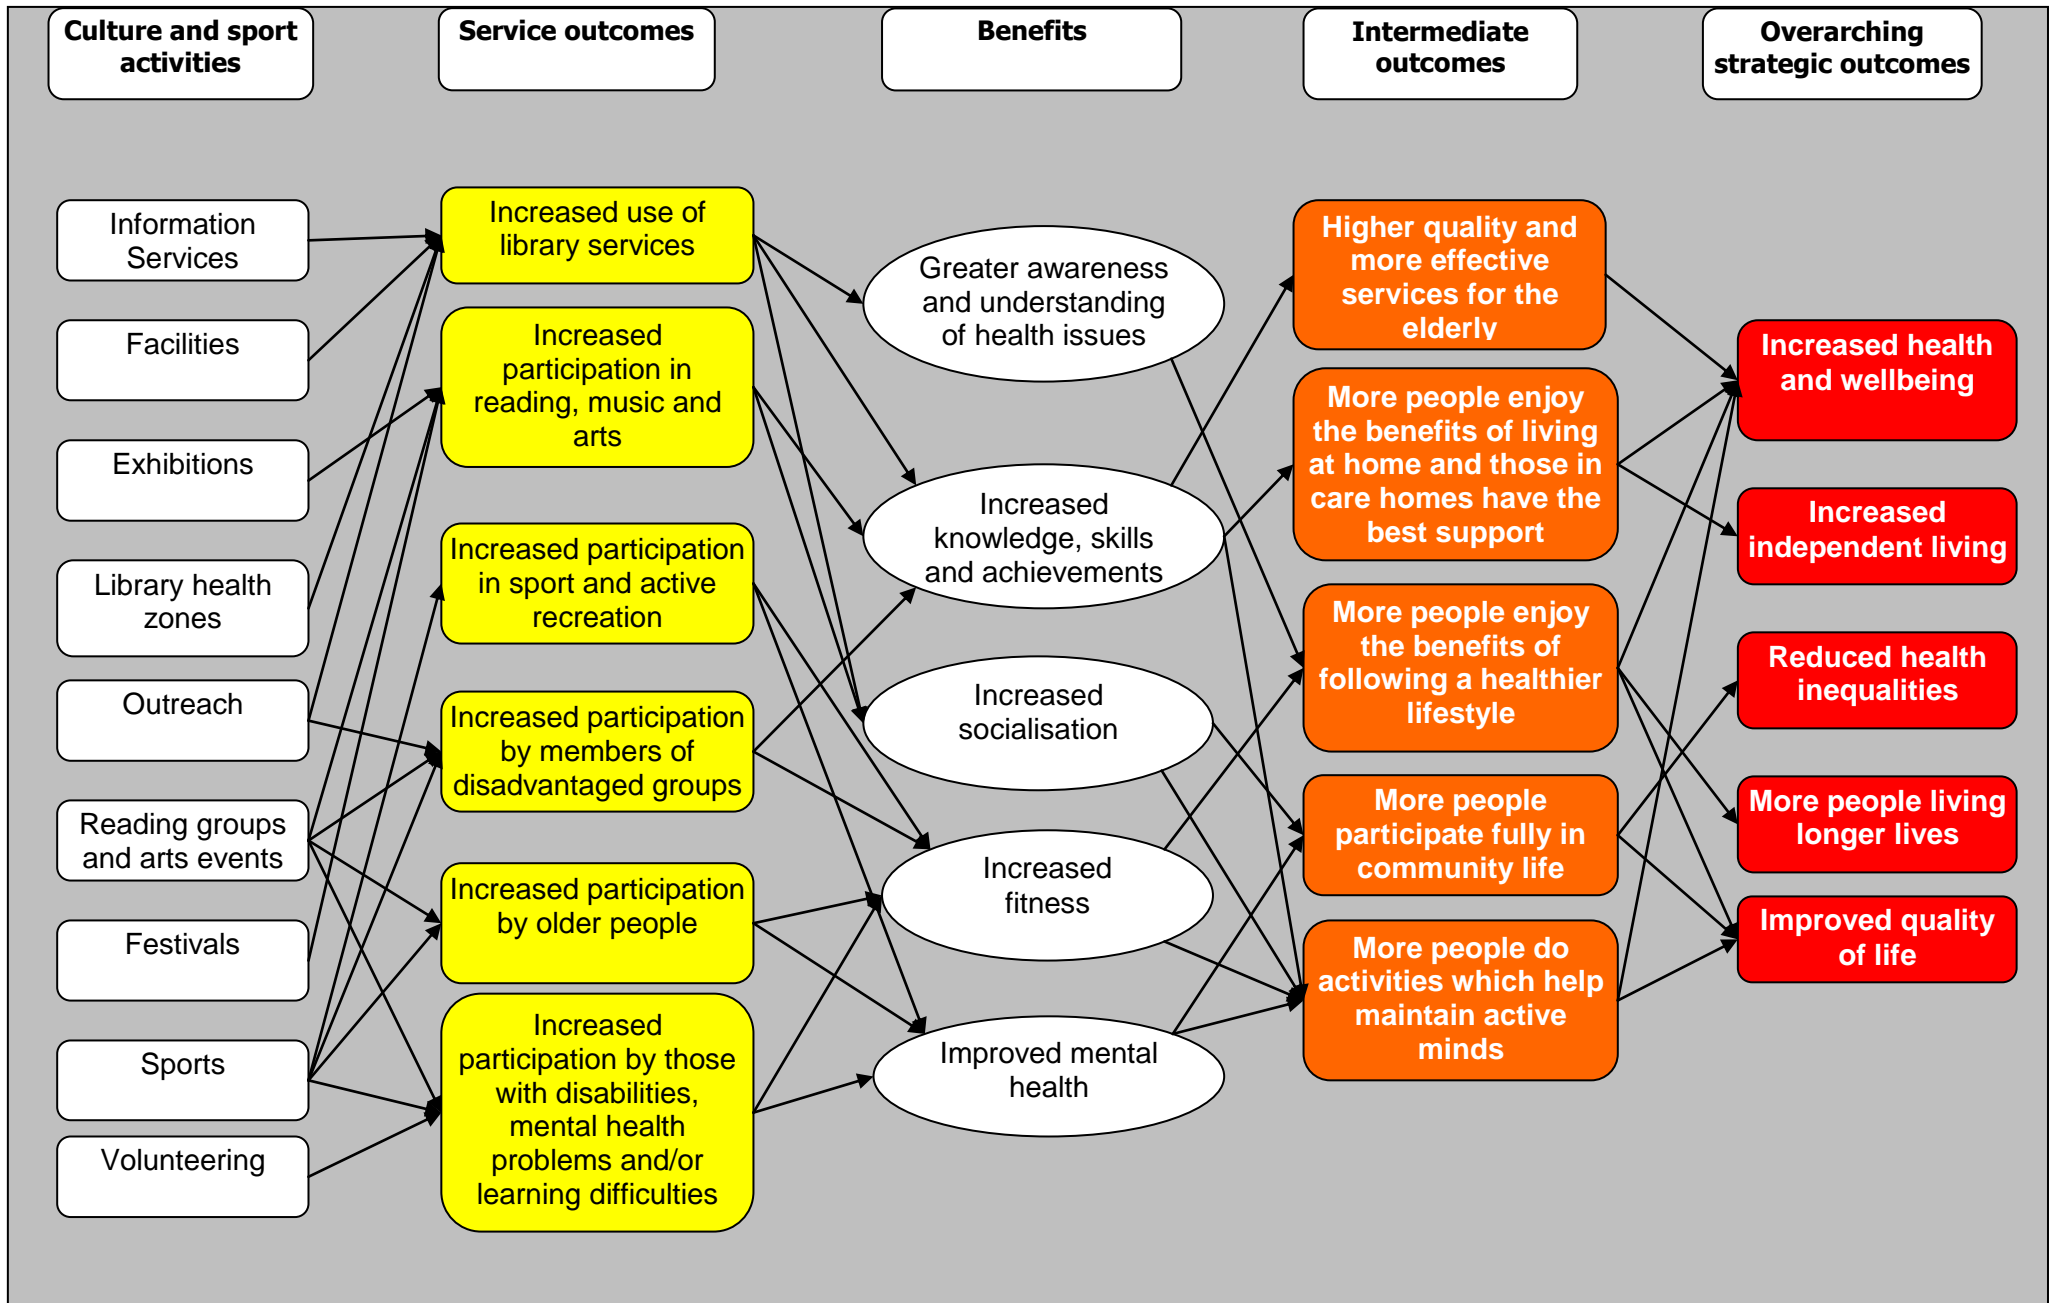 Culture and sport
activities
Service outcomes
Benefits
Intermediate
outcomes
Overarching
strategic outcomes
Information
Services
Facilities
Exhibitions
Library health
zones
Outreach
Reading groups
and arts events
Festivals
Sports
Volunteering
Increased use of
library services
Increased
participation in
reading, music and
arts
Increased participation
in sport and active
recreation
Increased participation
by members of
disadvantaged groups
Increased participation
by older people
Increased
participation by those
with disabilities,
mental health
problems and/or
learning difficulties
Greater awareness
and understanding
of health issues
Increased
knowledge, skills
and achievements
Increased
socialisation
Increased
fitness
Improved mental
health
Higher quality and
more effective
services for the
elderly
More people enjoy
the benefits of living
at home and those in
care homes have the
best support
More people enjoy
the benefits of
following a healthier
lifestyle
More people
participate fully in
community life
More people do
activities which help
maintain active
minds
Increased health
and wellbeing
Increased
independent living
Reduced health
inequalities
More people living
longer lives
Improved quality
of life